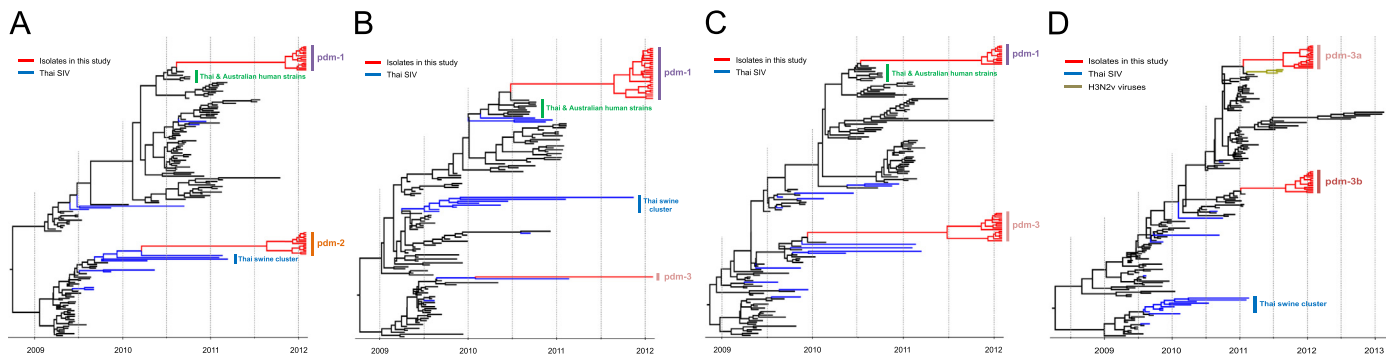 A
Isolates in this study
Thai SIV
pdm-1
Thai & Australian human strains
pdm-2
Thai swine cluster
2009
2010
2011
2012
B
Isolates in this study
Thai SIV
pdm-1
Thai & Australian human strains
Thai swine
cluster
pdm-3
2009
2010
2011
2012
C
Isolates in this study
Thai SIV
pdm-1
Thai & Australian human strains
pdm-3
2009
2010
2011
2012
D
Isolates in this study
Thai SIV
H3N2v viruses
pdm-3a
pdm-3b
Thai swine cluster
2009
2010
2011
2012
2013